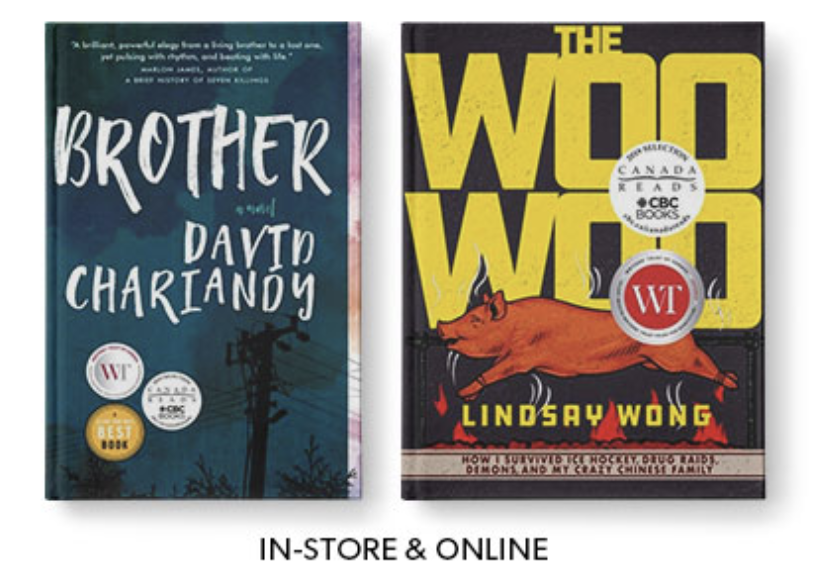 "A brilliant, powerful elegy from a living brother to a lost one,
yet pulsing with rhythm, and beating with life."
MARLON JAMES, AUTHOR OF
A BRIEF HISTORY OF SEVEN KILLINGS
BROTHER
a novel
DAVID
CHARIANDY
WT
CANADA
READS
CBC
BOOKS
BEST
BOOK
THE
WOO
WOO
2019 SELECTION
CANADA
READS
CBC
BOOKS
cbc.ca/canadareads
WT
LINDSAY WONG
HOW I SURVIVED ICE HOCKEY, DRUG RAIDS,
DEMONS, AND MY CRAZY CHINESE FAMILY
IN-STORE & ONLINE